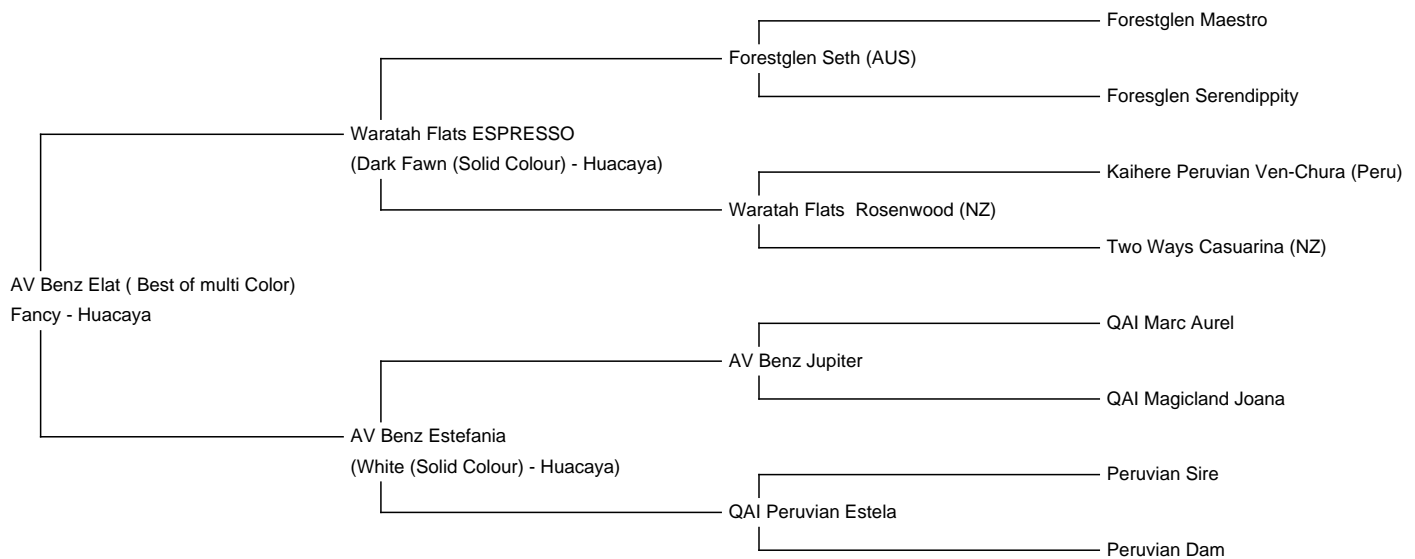 Forestglen Maestro
Forestglen Seth (AUS)
Foresglen Serendippity
Waratah Flats ESPRESSO
(Dark Fawn (Solid Colour) - Huacaya)
Kaihere Peruvian Ven-Chura (Peru)
Waratah Flats  Rosenwood (NZ)
Two Ways Casuarina (NZ)
AV Benz Elat ( Best of multi Color)
Fancy - Huacaya
QAI Marc Aurel
AV Benz Jupiter
QAI Magicland Joana
AV Benz Estefania
(White (Solid Colour) - Huacaya)
Peruvian Sire
QAI Peruvian Estela
Peruvian Dam